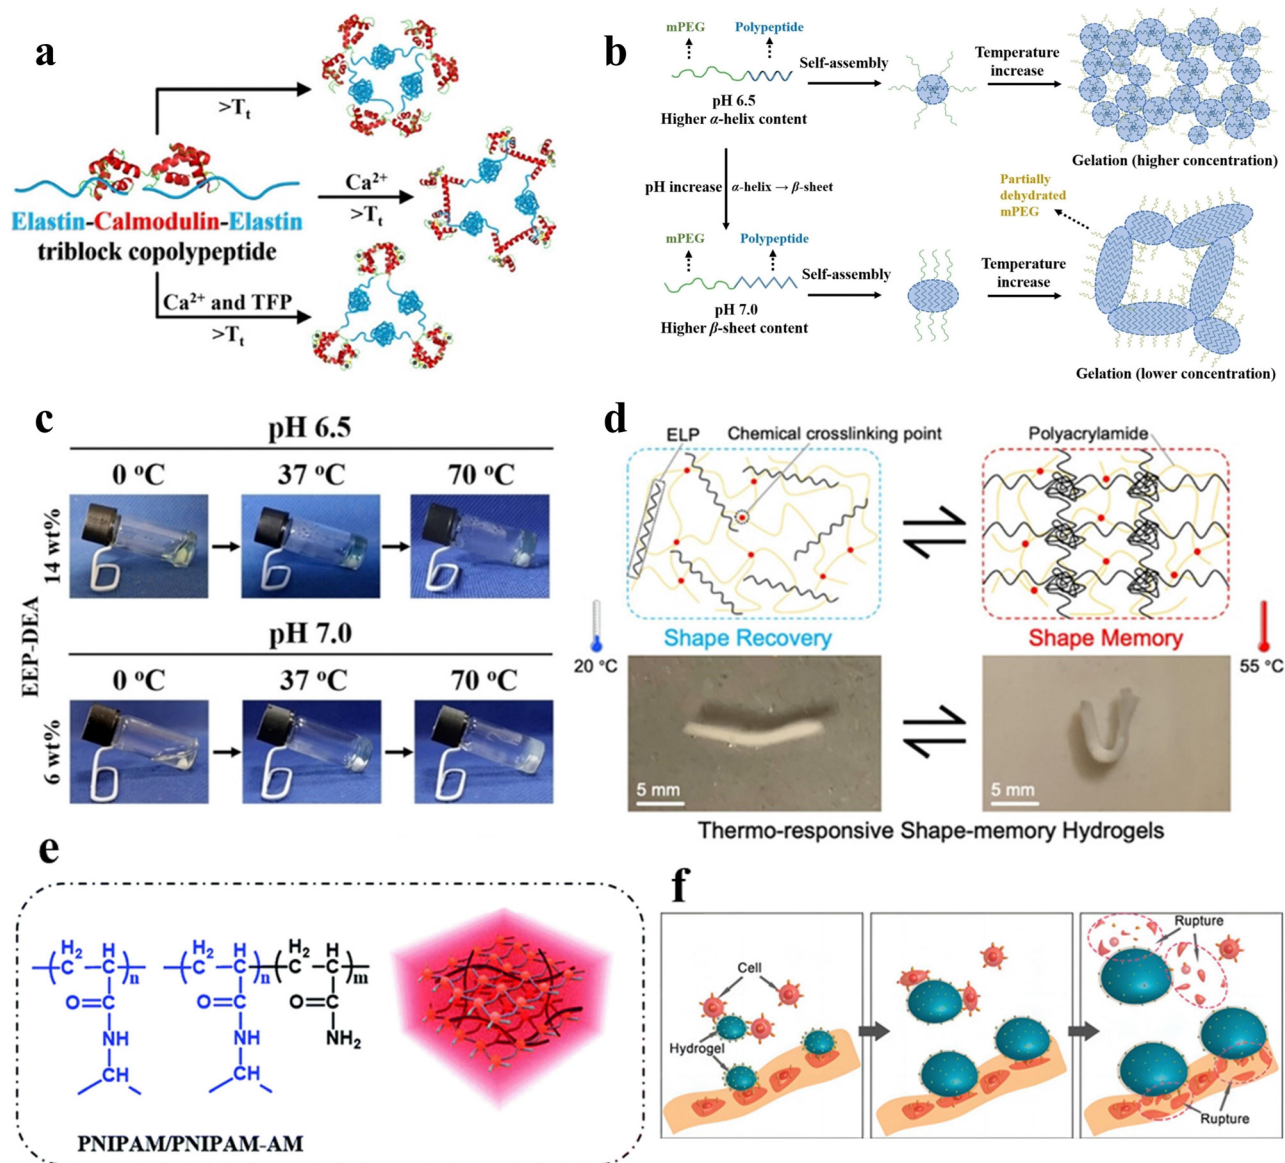 a
>Tt
Ca2+
>Tt
Elastin-Calmodulin-Elastin
triblock copolypeptide
Ca2+ and TFP
>Tt
b
mPEG
Polypeptide
Self-assembly
Temperature
increase
pH 6.5
Higher α-helix content
Gelation (higher concentration)
pH increase
α-helix → β-sheet
Partially
dehydrated
mPEG
mPEG
Polypeptide
Self-assembly
Temperature
increase
pH 7.0
Higher β-sheet content
Gelation (lower concentration)
c
pH 6.5
0 °C
37 °C
70 °C
14 wt%
EEP-DEA
pH 7.0
0 °C
37 °C
70 °C
6 wt%
d
ELP
Chemical crosslinking point
Polyacrylamide
Shape Recovery
Shape Memory
20 °C
55 °C
5 mm
5 mm
Thermo-responsive Shape-memory Hydrogels
e
H2 H
C C
n
O=C
NH
CH
H2 H
C C
n
O=C
NH
CH
H2 H
C C
m
O=C
NH2
PNIPAM/PNIPAM-AM
f
Cell
Hydrogel
Rupture
Rupture